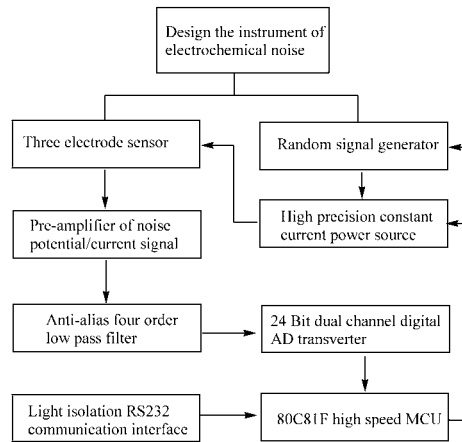 Design the instrument of
electrochemical noise
Three electrode sensor
Random signal generator
Pre-amplifier of noise
potential/current signal
High precision constant
current power source
Anti-alias four order
low pass filter
24 Bit dual channel digital
AD transverter
Light isolation RS232
communication interface
80C81F high speed MCU